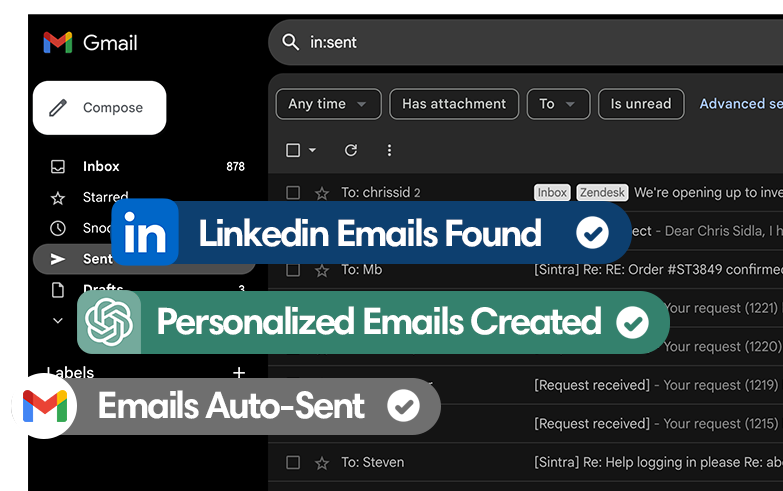 Gmail
in:sent
Compose
Any time
Has attachment
To
Is unread
Advanced se
Inbox 878
Starred
To: chrissid 2
Inbox
Zendesk
We're opening up to inve
Snoo
Linkedin Emails Found
ect - Dear Chris Sidla, I h
Sent
To: Mb
[Sintra] Re: RE: Order #ST3849 confirmed
Drafts 3
Personalized Emails Created
Your request (1221)
Your request (1220)
Labels +
[Request received] - Your request (1219)
Emails Auto-Sent
[Request received] - Your request (1215)
To: Steven
[Sintra] Re: Help logging in please Re: ab